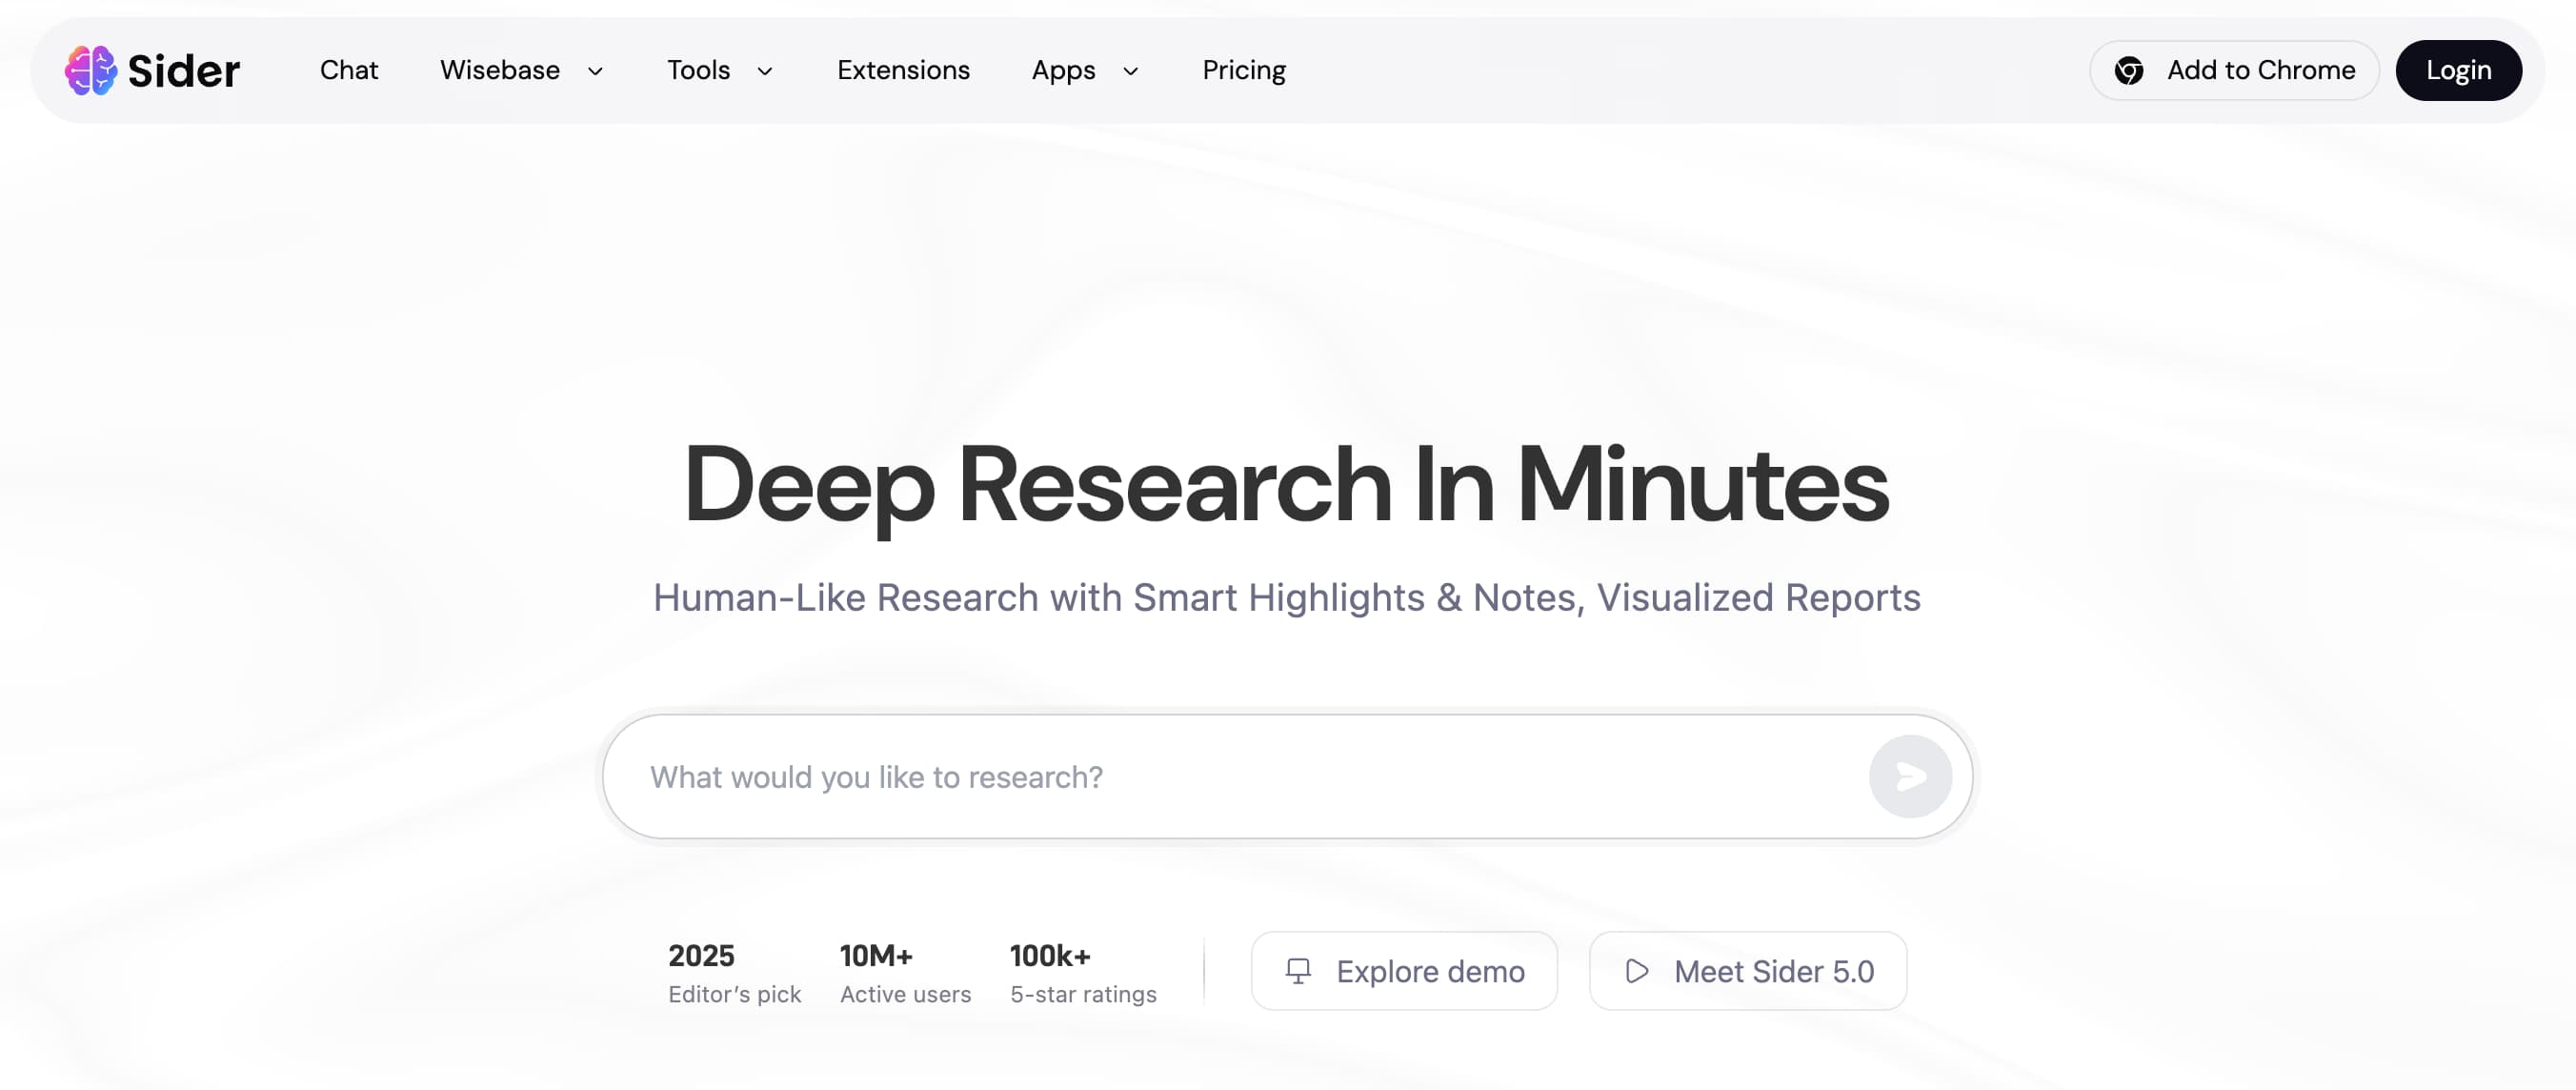 Sider
Chat
Wisebase
Tools
Extensions
Apps
Pricing
Add to Chrome
Login
Deep Research In Minutes
Human-Like Research with Smart Highlights & Notes, Visualized Reports
What would you like to research?
2025
Editor’s pick
10M+
Active users
100k+
5-star ratings
Explore demo
Meet Sider 5.0